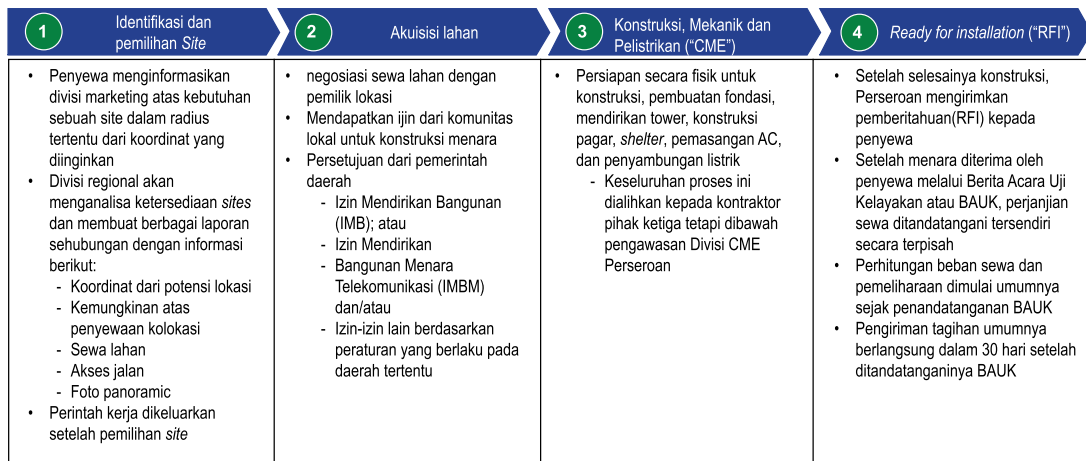 1
Identifikasi dan
pemilihan Site
• Penyewa menginformasikan
divisi marketing atas kebutuhan
sebuah site dalam radius
tertentu dari koordinat yang
diinginkan
• Divisi regional akan
menganalisa ketersediaan sites
dan membuat berbagai laporan
sehubungan dengan informasi
berikut:
- Koordinat dari potensi lokasi
- Kemungkinan atas
penyewaan kolokasi
- Sewa lahan
- Akses jalan
- Foto panoramic
• Perintah kerja dikeluarkan
setelah pemilihan site
2
Akuisisi lahan
• negosiasi sewa lahan dengan
pemilik lokasi
• Mendapatkan ijin dari komunitas
lokal untuk konstruksi menara
• Persetujuan dari pemerintah
daerah
- Izin Mendirikan Bangunan
(IMB); atau
- Izin Mendirikan
- Bangunan Menara
Telekomunikasi (IMBM)
dan/atau
- Izin-izin lain berdasarkan
peraturan yang berlaku pada
daerah tertentu
3
Konstruksi, Mekanik dan
Pelistrikan (“CME”)
• Persiapan secara fisik untuk
konstruksi, pembuatan fondasi,
mendirikan tower, konstruksi
pagar, shelter, pemasangan AC,
dan penyambungan listrik
- Keseluruhan proses ini
dialihkan kepada kontraktor
pihak ketiga tetapi dibawah
pengawasan Divisi CME
Perseroan
4
Ready for installation (“RFI”)
• Setelah selesainya konstruksi,
Perseroan mengirimkan
pemberitahuan(RFI) kepada
penyewa
• Setelah menara diterima oleh
penyewa melalui Berita Acara Uji
Kelayakan atau BAUK, perjanjian
sewa ditandatangani tersendiri
secara terpisah
• Perhitungan beban sewa dan
pemeliharaan dimulai umumnya
sejak penandatanganan BAUK
• Pengiriman tagihan umumnya
berlangsung dalam 30 hari setelah
ditandatanganinya BAUK